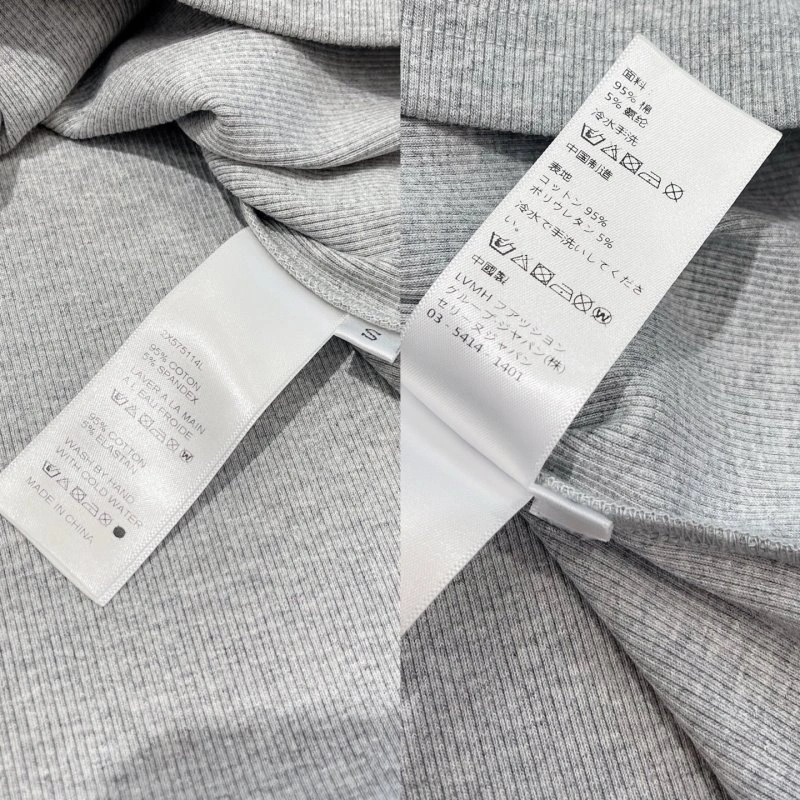 2X575114L
95% COTTON
5% SPANDEX
LAVER A LA MAIN
A L'EAU FROIDE
95% COTTON
5% ELASTAN
WASH BY HAND
WITH COLD WATER
MADE IN CHINA
S
面料
95% 棉
5% 氨纶
冷水手洗
中国制造
表地
コットン 95%
ポリウレタン 5%
冷水で手洗いしてくださ
い。
中國製
LVMH ファッション
グループ・ジャパン(株)
セリーヌジャパン
03 - 5414 - 1401